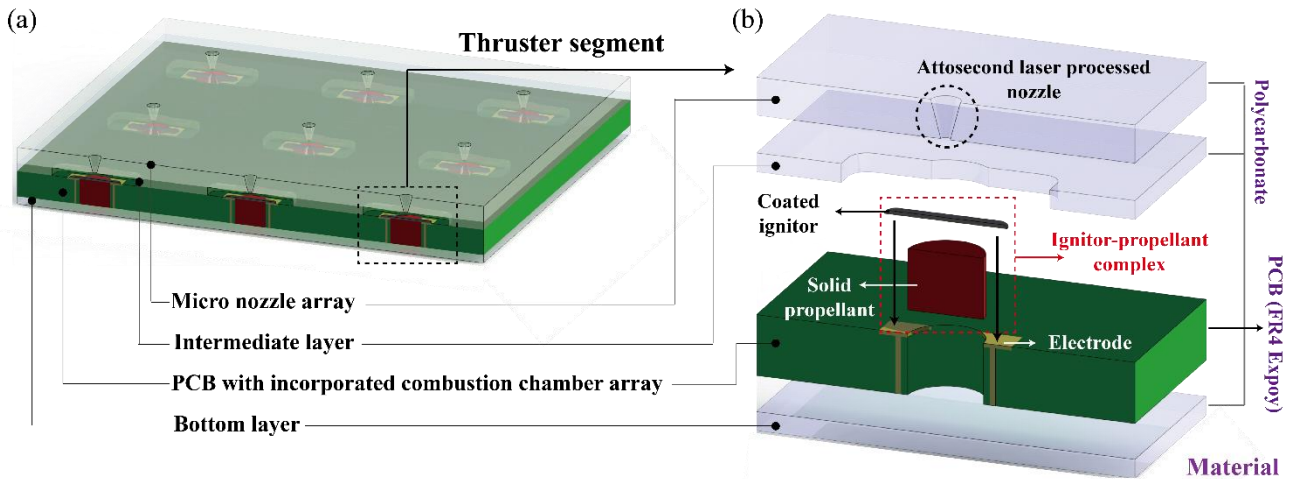 (a)
Thruster segment
(b)
Attosecond laser processed
nozzle
Coated
ignitor
Ignitor-propellant
complex
Solid
propellant
Electrode
Micro nozzle array
Intermediate layer
PCB with incorporated combustion chamber array
Bottom layer
Polycarbonate
PCB (FR4 Expoy)
Material